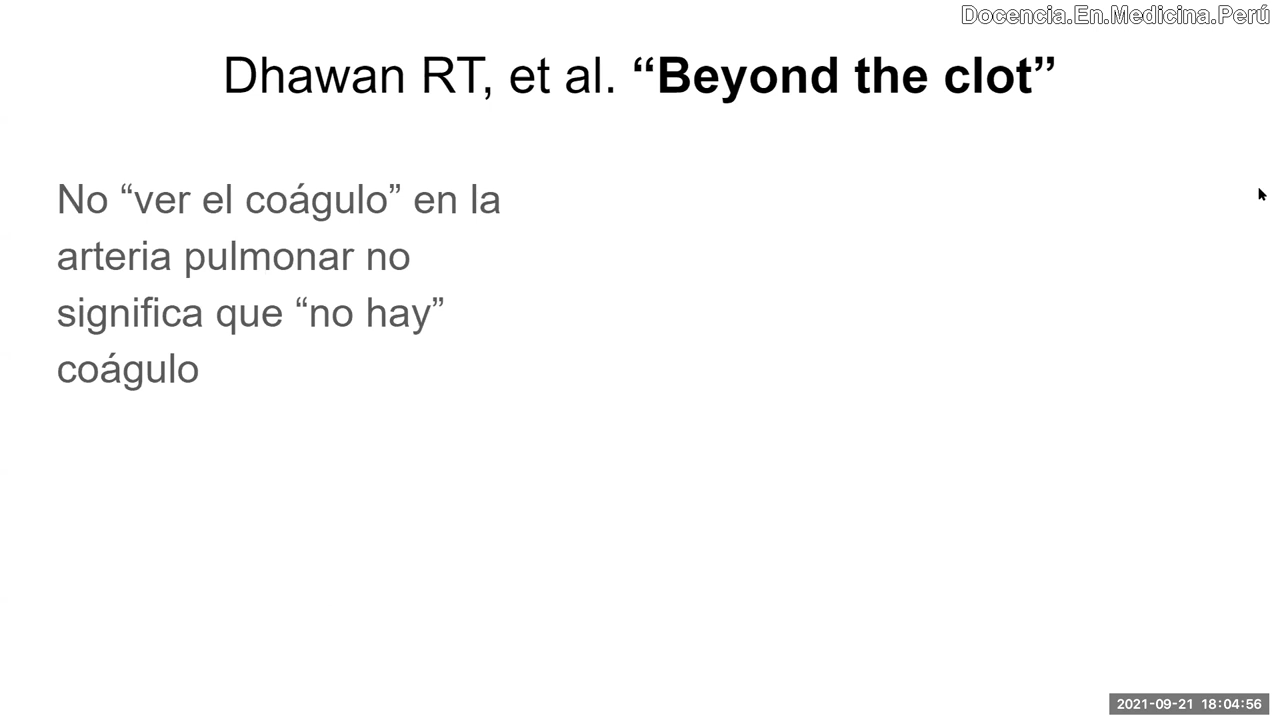 Docencia.En.Medicina.Perú
Dhawan RT, et al. “Beyond the clot”
No “ver el coágulo” en la
arteria pulmonar no
significa que “no hay”
coágulo
2021-09-21 18:04:56